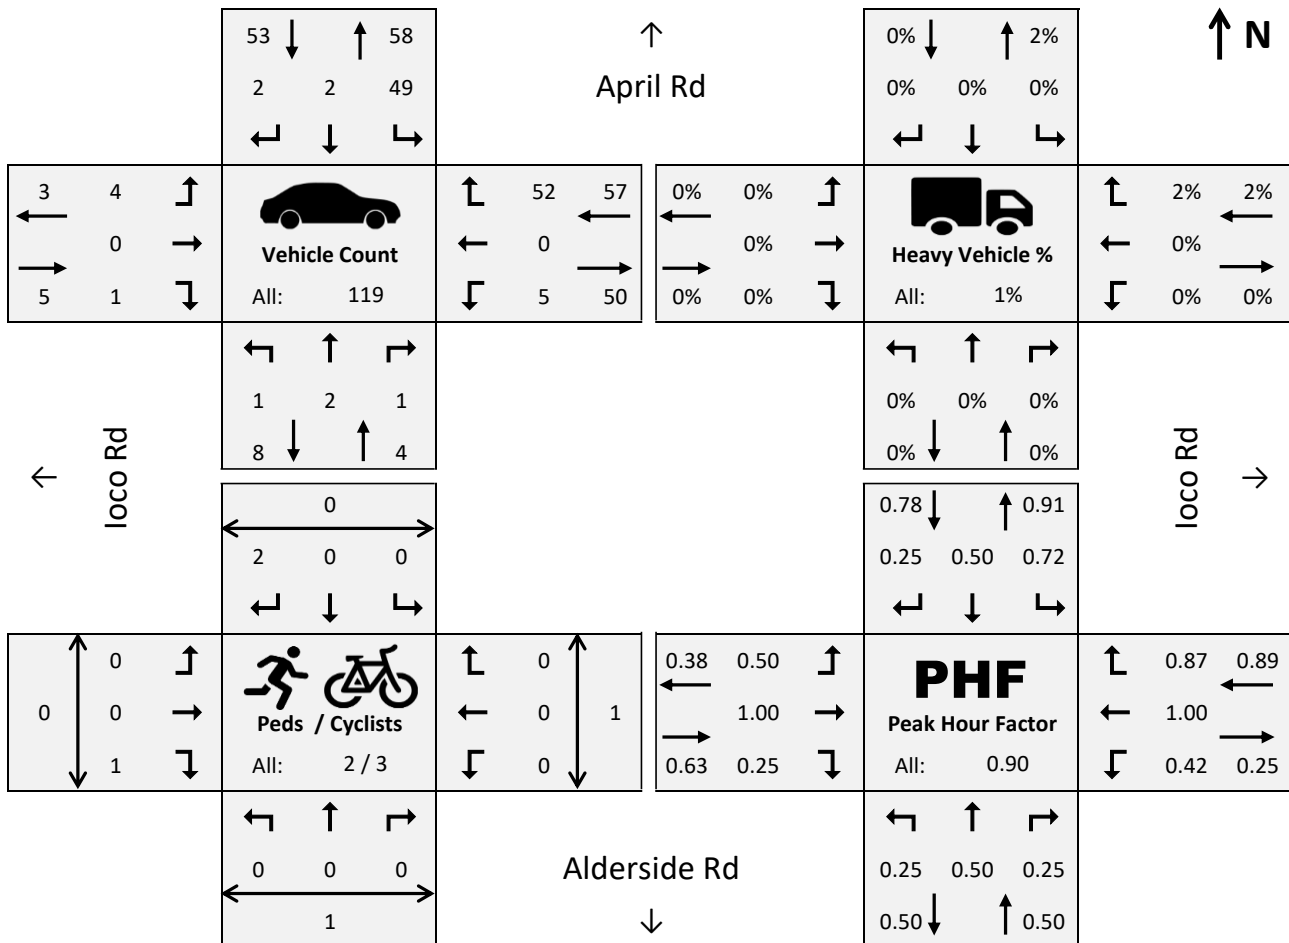 53 58
2 2 49
3 4
0
5 1
Vehicle Count
All: 119
52 57
0
5 50
1 2 1
8 4
April Rd
0% 2%
0% 0% 0%
0% 0%
0%
0% 0%
Heavy Vehicle %
All: 1%
2% 2%
0%
0% 0%
0% 0% 0%
0% 0%
N
Ioco Rd
Ioco Rd
0
2 0 0
0
0 0
1
Peds / Cyclists
All: 2 / 3
0
0 1
0
0 0 0
1
Alderside Rd
0.78 0.91
0.25 0.50 0.72
0.38 0.50
1.00
0.63 0.25
PHF
Peak Hour Factor
All: 0.90
0.87 0.89
1.00
0.42 0.25
0.25 0.50 0.25
0.50 0.50